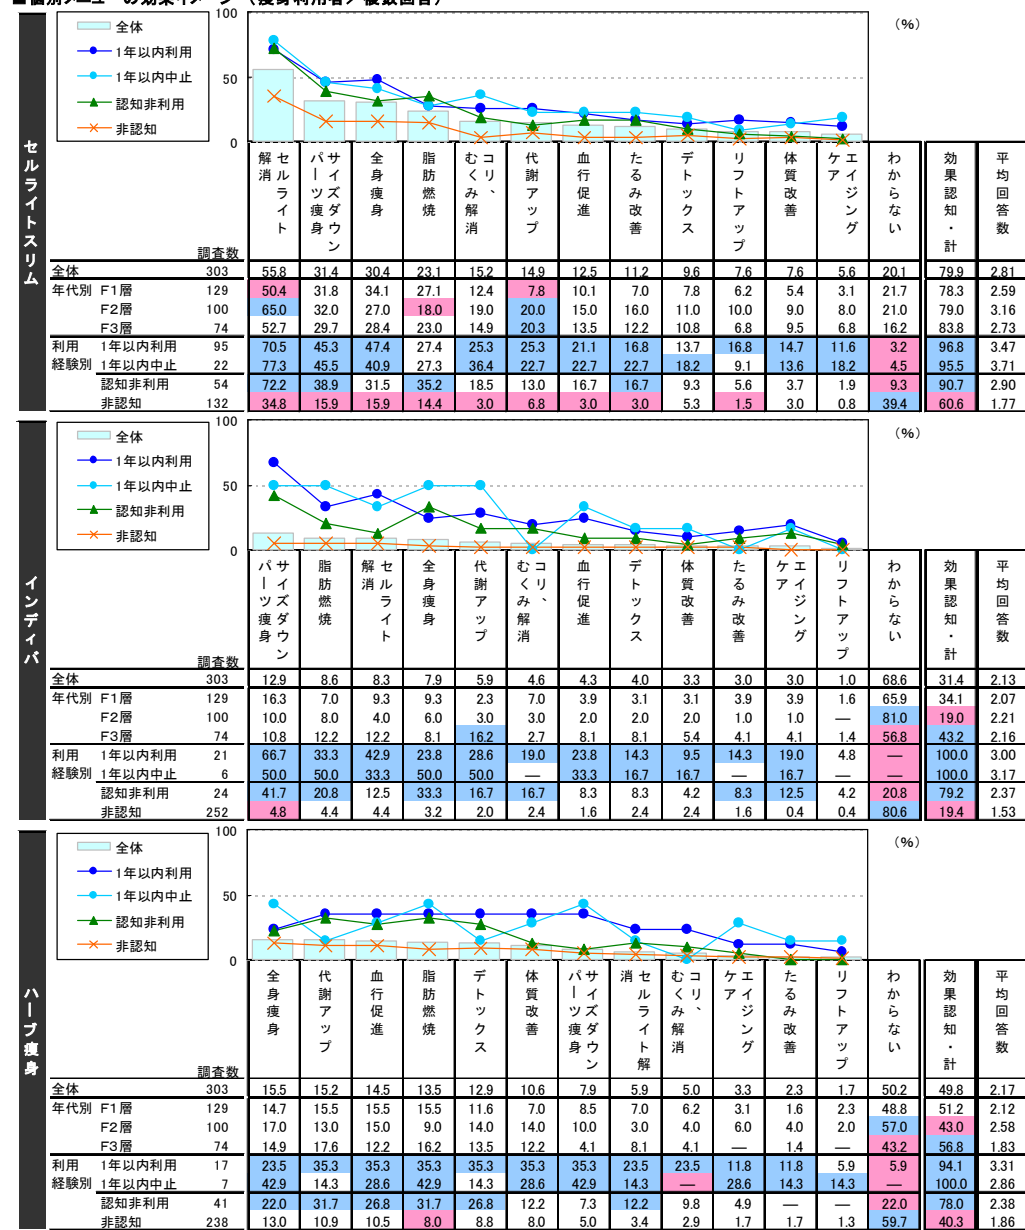 ■個別メニューの効果イメージ（痩身利用者／複数回答）
セルライトスリム
全体
1年以内利用
1年以内中止
認知非利用
非認知
（%）
100
50
0
調査数 セルライト解消 サイズダウンパーツ痩身 全身痩身 脂肪燃焼 コリ、むくみ解消 代謝アップ 血行促進 たるみ改善 デトックス リフトアップ 体質改善 エイジングケア わからない 効果認知・計 平均回答数
全体 303 55.8 31.4 30.4 23.1 15.2 14.9 12.5 11.2 9.6 7.6 7.6 5.6 20.1 79.9 2.81
年代別 F1層 129 50.4 31.8 34.1 27.1 12.4 7.8 10.1 7.0 7.8 6.2 5.4 3.1 21.7 78.3 2.59
F2層 100 65.0 32.0 27.0 18.0 19.0 20.0 15.0 16.0 11.0 10.0 9.0 8.0 21.0 79.0 3.16
F3層 74 52.7 29.7 28.4 23.0 14.9 20.3 13.5 12.2 10.8 6.8 9.5 6.8 16.2 83.8 2.73
利用 1年以内利用 95 70.5 45.3 47.4 27.4 25.3 25.3 21.1 16.8 13.7 16.8 14.7 11.6 3.2 96.8 3.47
経験別 1年以内中止 22 77.3 45.5 40.9 27.3 36.4 22.7 22.7 22.7 18.2 9.1 13.6 18.2 4.5 95.5 3.71
認知非利用 54 72.2 38.9 31.5 35.2 18.5 13.0 16.7 16.7 9.3 5.6 3.7 1.9 9.3 90.7 2.90
非認知 132 34.8 15.9 15.9 14.4 3.0 6.8 3.0 3.0 5.3 1.5 3.0 0.8 39.4 60.6 1.77
インディバ
全体
1年以内利用
1年以内中止
認知非利用
非認知
（%）
100
50
0
調査数 サイズダウンパーツ痩身 脂肪燃焼 セルライト解消 全身痩身 代謝アップ コリ、むくみ解消 血行促進 デトックス 体質改善 たるみ改善 エイジングケア リフトアップ わからない 効果認知・計 平均回答数
全体 303 12.9 8.6 8.3 7.9 5.9 4.6 4.3 4.0 3.3 3.0 3.0 1.0 68.6 31.4 2.13
年代別 F1層 129 16.3 7.0 9.3 9.3 2.3 7.0 3.9 3.1 3.1 3.9 3.9 1.6 65.9 34.1 2.07
F2層 100 10.0 8.0 4.0 6.0 3.0 3.0 2.0 2.0 2.0 1.0 1.0 — 81.0 19.0 2.21
F3層 74 10.8 12.2 12.2 8.1 16.2 2.7 8.1 8.1 5.4 4.1 4.1 1.4 56.8 43.2 2.16
利用 1年以内利用 21 66.7 33.3 42.9 23.8 28.6 19.0 23.8 14.3 9.5 14.3 19.0 4.8 — 100.0 3.00
経験別 1年以内中止 6 50.0 50.0 33.3 50.0 50.0 — 33.3 16.7 16.7 — 16.7 — — 100.0 3.17
認知非利用 24 41.7 20.8 12.5 33.3 16.7 16.7 8.3 8.3 4.2 8.3 12.5 4.2 20.8 79.2 2.37
非認知 252 4.8 4.4 4.4 3.2 2.0 2.4 1.6 2.4 2.4 1.6 0.4 0.4 80.6 19.4 1.53
ハーブ痩身
全体
1年以内利用
1年以内中止
認知非利用
非認知
（%）
100
50
0
調査数 全身痩身 代謝アップ 血行促進 脂肪燃焼 デトックス 体質改善 サイズダウンパーツ痩身 セルライト解消 コリ、むくみ解消 エイジングケア たるみ改善 リフトアップ わからない 効果認知・計 平均回答数
全体 303 15.5 15.2 14.5 13.5 12.9 10.6 7.9 5.9 5.0 3.3 2.3 1.7 50.2 49.8 2.17
年代別 F1層 129 14.7 15.5 15.5 15.5 11.6 7.0 8.5 7.0 6.2 3.1 1.6 2.3 48.8 51.2 2.12
F2層 100 17.0 13.0 15.0 9.0 14.0 14.0 10.0 3.0 4.0 6.0 4.0 2.0 57.0 43.0 2.58
F3層 74 14.9 17.6 12.2 16.2 13.5 12.2 4.1 8.1 4.1 — 1.4 — 43.2 56.8 1.83
利用 1年以内利用 17 23.5 35.3 35.3 35.3 35.3 35.3 35.3 23.5 23.5 11.8 11.8 5.9 5.9 94.1 3.31
経験別 1年以内中止 7 42.9 14.3 28.6 42.9 14.3 28.6 42.9 14.3 — 28.6 14.3 14.3 — 100.0 2.86
認知非利用 41 22.0 31.7 26.8 31.7 26.8 12.2 7.3 12.2 9.8 4.9 — — 22.0 78.0 2.38
非認知 238 13.0 10.9 10.5 8.0 8.8 8.0 5.0 3.4 2.9 1.7 1.7 1.3 59.7 40.3 1.86